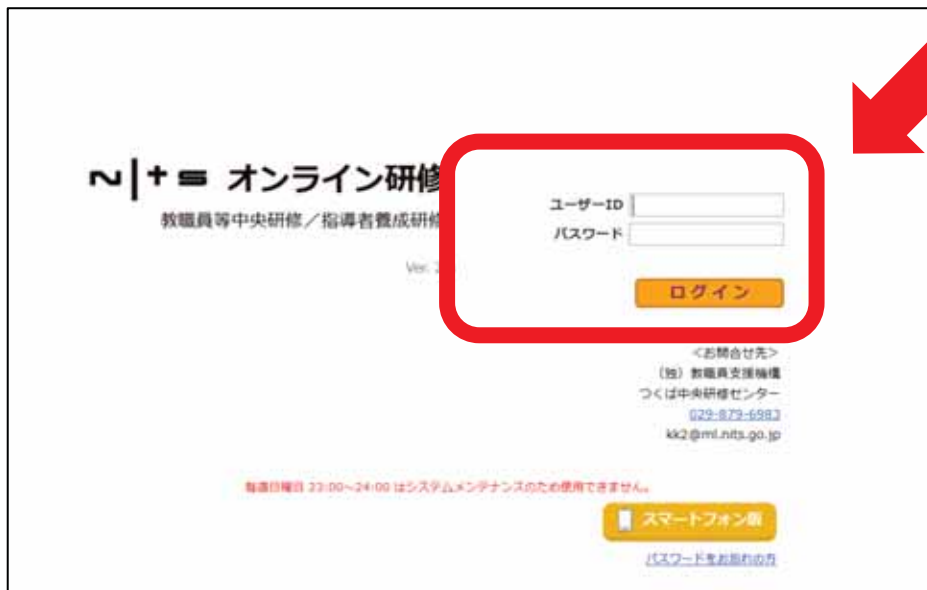 N|+S オンライン研修
教職員等中央研修／指導者養成研修
Ver. 2
ユーザーID
パスワード
ログイン
＜お問合せ先＞
（独）教職員支援機構
つくば中央研修センター
029-879-6983
kk2@ml.nits.go.jp
毎週日曜日 23:00～24:00 はシステムメンテナンスのため使用できません。
スマートフォン版
パスワードをお忘れの方